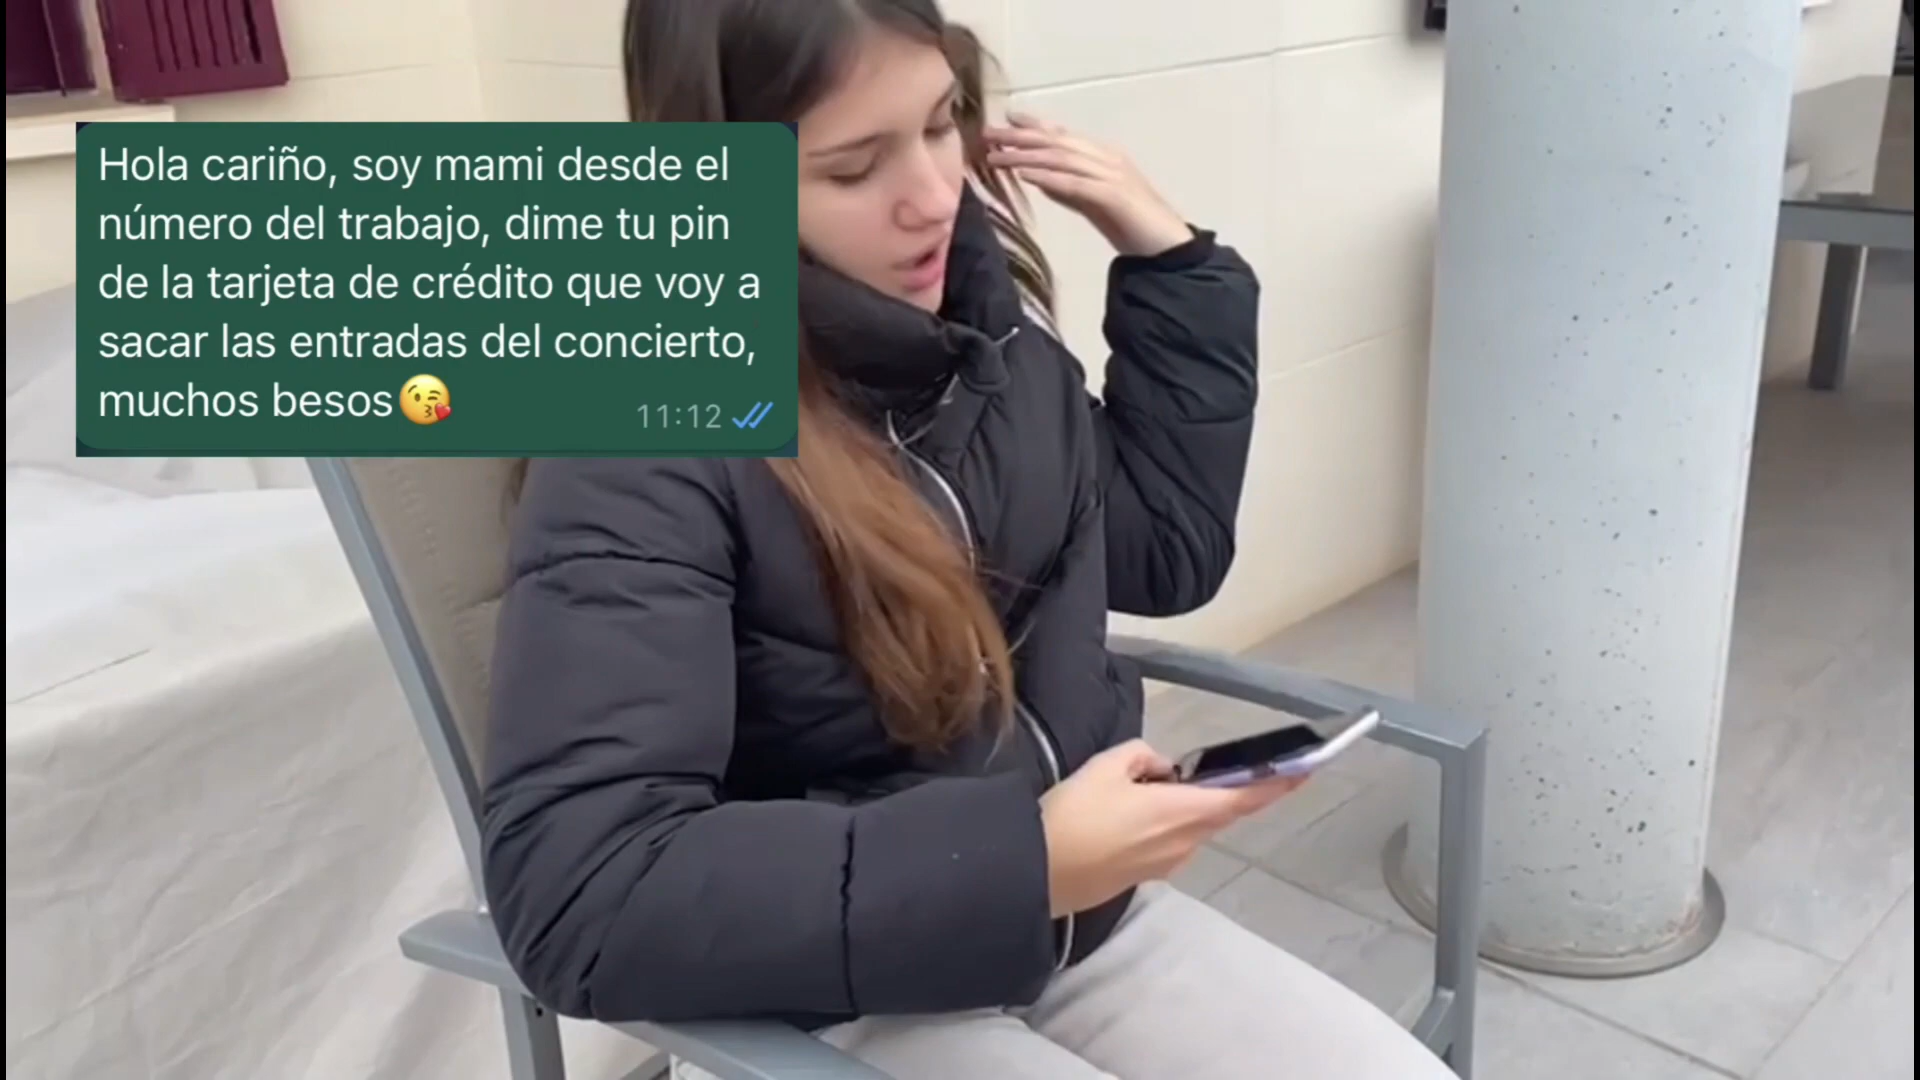 Hola cariño, soy mami desde el
número del trabajo, dime tu pin
de la tarjeta de crédito que voy a
sacar las entradas del concierto,
muchos besos😘
11:12